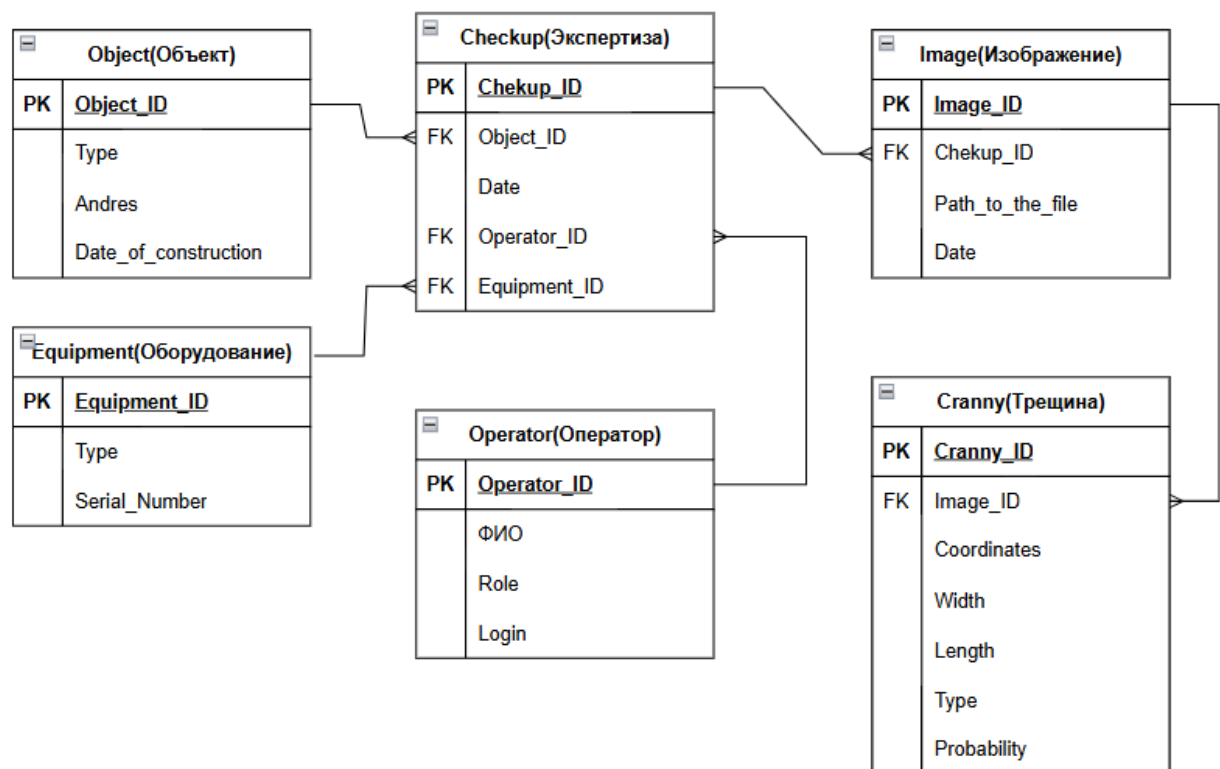 Object(Объект)
PK Object_ID
Type
Andres
Date_of_construction
Equipment(Оборудование)
PK Equipment_ID
Type
Serial_Number
Checkup(Экспертиза)
PK Chekup_ID
FK Object_ID
Date
FK Operator_ID
FK Equipment_ID
Operator(Оператор)
PK Operator_ID
ФИО
Role
Login
Image(Изображение)
PK Image_ID
FK Chekup_ID
Path_to_the_file
Date
Cranny(Трещина)
PK Cranny_ID
FK Image_ID
Coordinates
Width
Length
Type
Probability